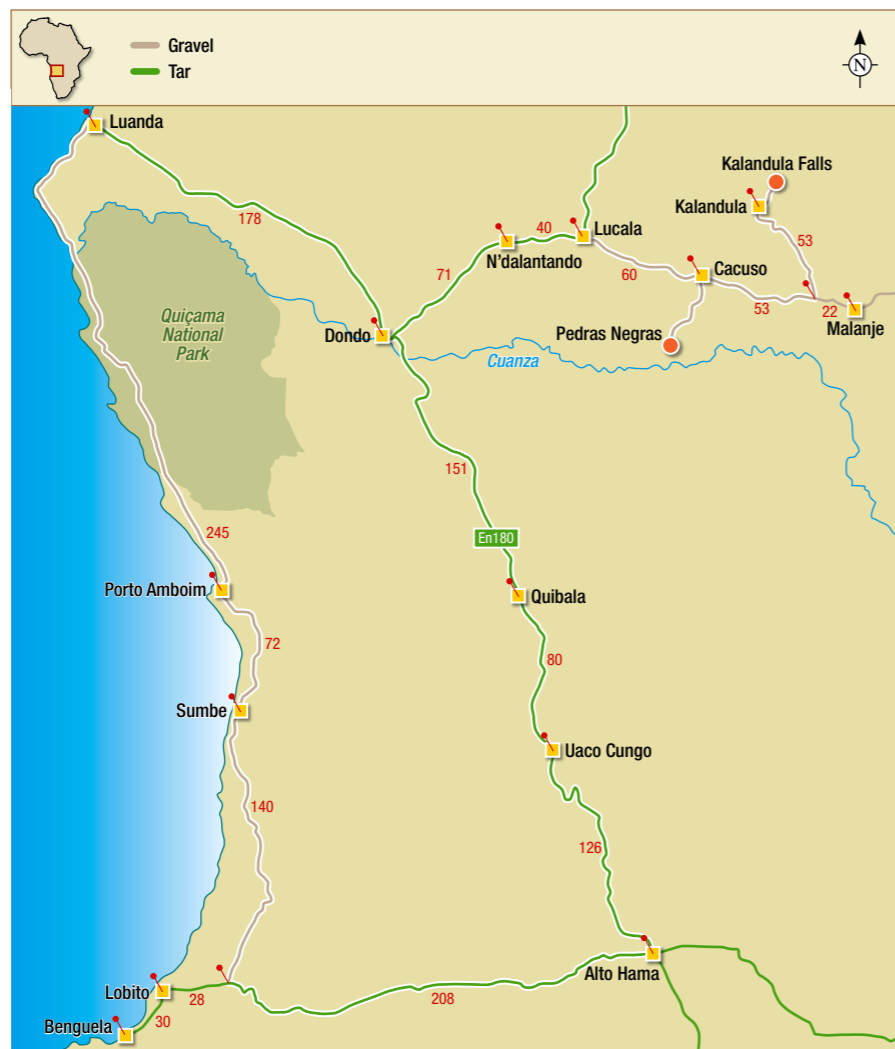 Gravel
Tar
N
Luanda
Kalandula Falls
Kalandula
178
40
Lucala
53
N'dalantando
71
60
Cacuso
53
22
Malanje
Quiçama
National
Park
Dondo
Pedras Negras
Cuanza
151
En180
245
Porto Amboim
Quibala
72
80
Sumbe
Uaco Cungo
140
126
Alto Hama
Lobito
28
208
Benguela
30